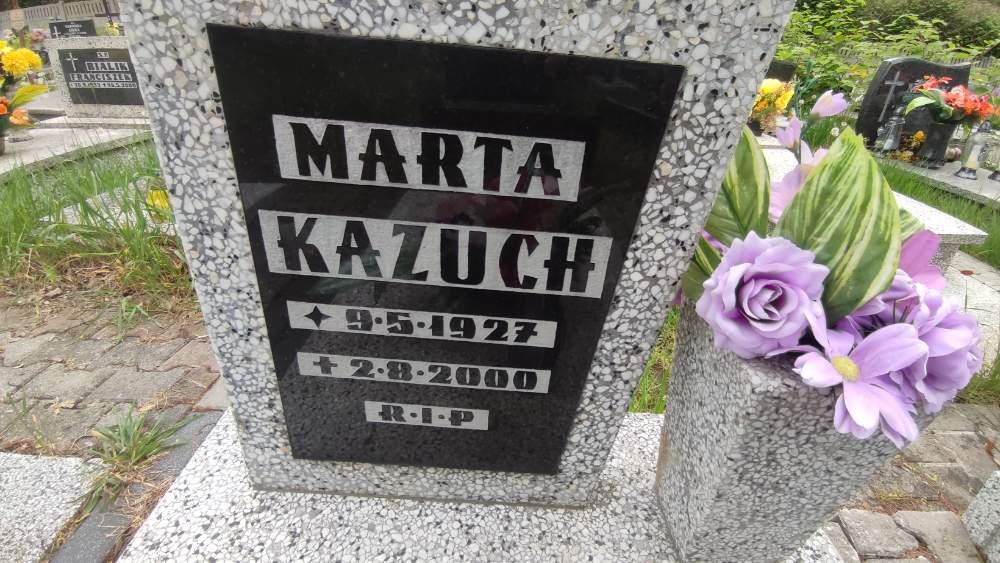 MARTA
KAZUCH
✦ 9·5·1927
+ 2·8·2000
R·I·P
BIALIK
FRANCISZEK